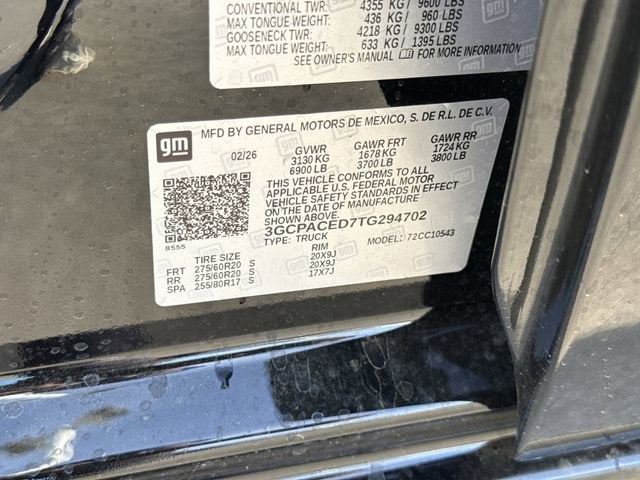 CONVENTIONAL TWR: 4355 KG/ 9600 LBS
MAX TONGUE WEIGHT: 436 KG/ 960 LBS
GOOSENECK TWR: 4218 KG/ 9300 LBS
MAX TONGUE WEIGHT: 633 KG/ 1395 LBS
SEE OWNER'S MANUAL FOR MORE INFORMATION
gm MFD BY GENERAL MOTORS DE MEXICO, S. DE R.L. DE C.V.
02/26 GVWR GAWR FRT GAWR RR
3130 KG 1678 KG 1724 KG
6900 LB 3700 LB 3800 LB
THIS VEHICLE CONFORMS TO ALL
APPLICABLE U.S. FEDERAL MOTOR
VEHICLE SAFETY STANDARDS IN EFFECT
ON THE DATE OF MANUFACTURE
8555 3GCPACED7TG294702
TYPE: TRUCK MODEL: 72CC10543
TIRE SIZE RIM
FRT 275/60R20 S 20X9J
RR 275/60R20 S 20X9J
SPA 255/80R17 S 17X7J